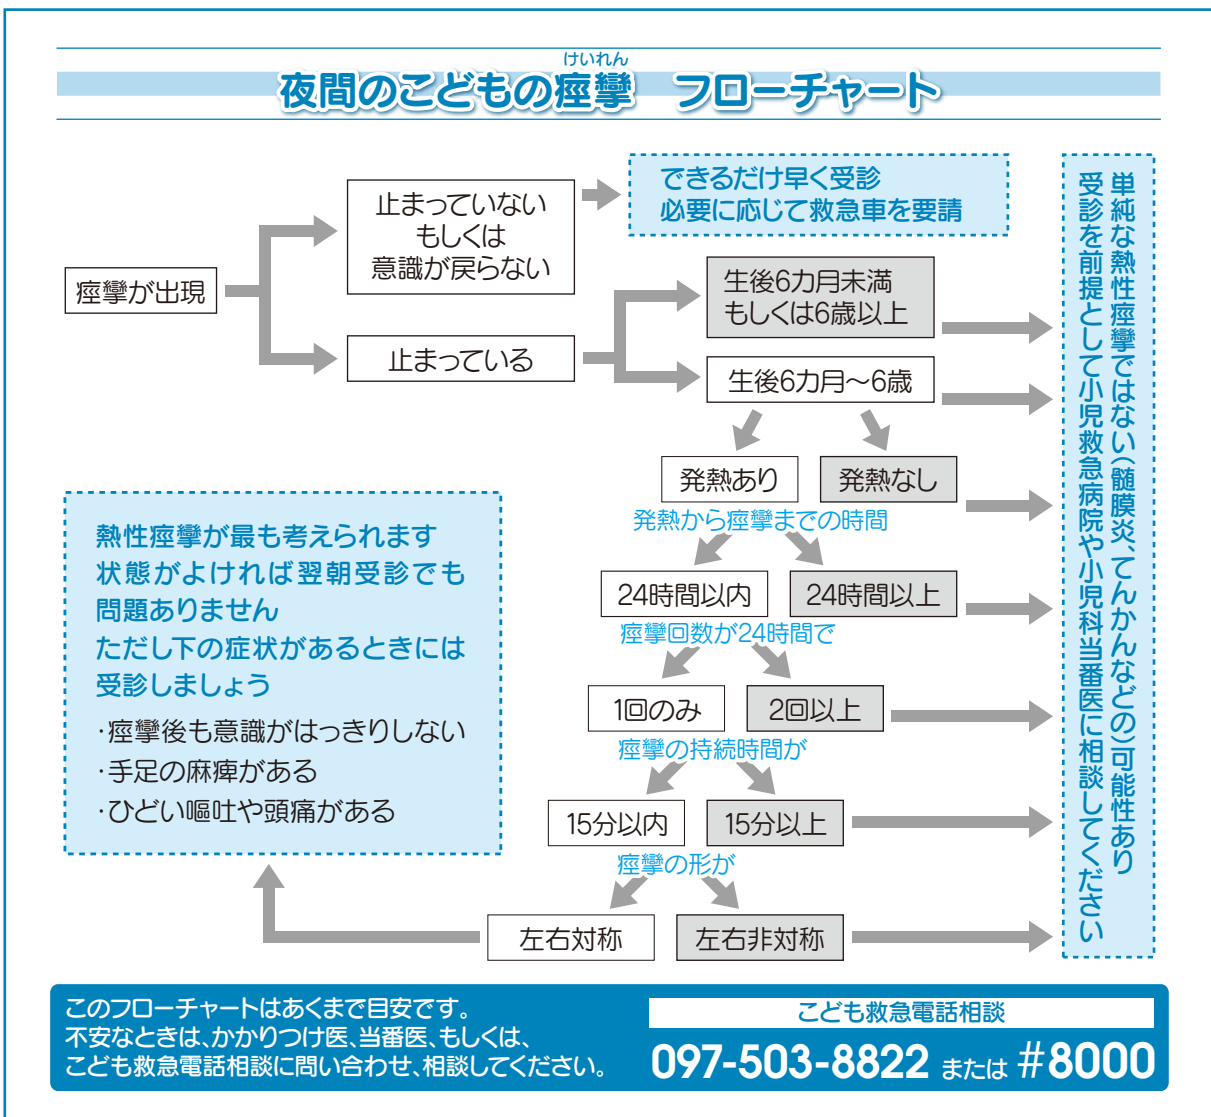 けいれん
夜間のこどもの痙攣　フローチャート
痙攣が出現
止まっていない
もしくは
意識が戻らない
できるだけ早く受診
必要に応じて救急車を要請
止まっている
生後6カ月未満
もしくは6歳以上
生後6カ月〜6歳
発熱あり
発熱なし
発熱から痙攣までの時間
24時間以内
24時間以上
痙攣回数が24時間で
1回のみ
2回以上
痙攣の持続時間が
15分以内
15分以上
痙攣の形が
左右対称
左右非対称
単純な熱性痙攣ではない（髄膜炎、てんかんなどの）可能性あり
受診を前提として小児救急病院や小児科当番医に相談してください
熱性痙攣が最も考えられます
状態がよければ翌朝受診でも
問題ありません
ただし下の症状があるときには
受診しましょう
・痙攣後も意識がはっきりしない
・手足の麻痺がある
・ひどい嘔吐や頭痛がある
このフローチャートはあくまで目安です。
不安なときは、かかりつけ医、当番医、もしくは、
こども救急電話相談に問い合わせ、相談してください。
こども救急電話相談
097-503-8822 または #8000